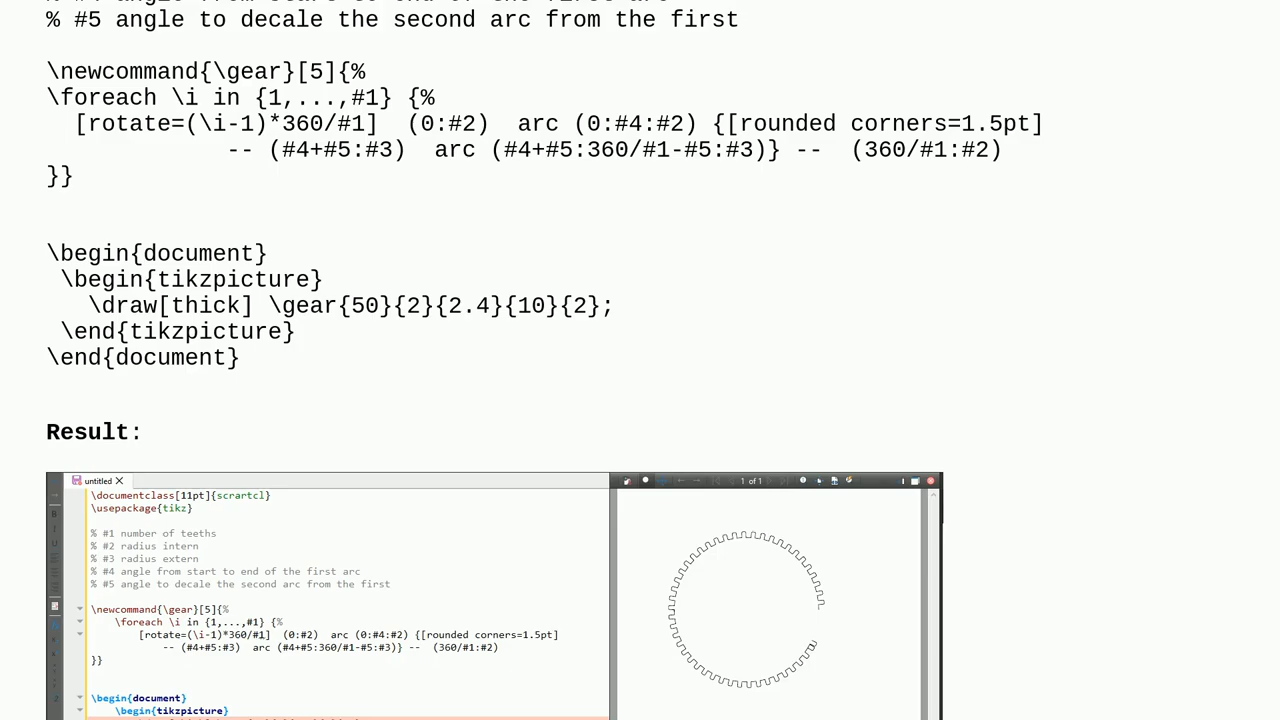 % #5 angle to decale the second arc from the first
\newcommand{\gear}[5]{%
\foreach \i in {1,...,#1} {%
[rotate=(\i-1)*360/#1]  (0:#2)  arc (0:#4:#2) {[rounded corners=1.5pt]
-- (#4+#5:#3)  arc (#4+#5:360/#1-#5:#3)} --  (360/#1:#2)
}}
\begin{document}
\begin{tikzpicture}
\draw[thick] \gear{50}{2}{2.4}{10}{2};
\end{tikzpicture}
\end{document}
Result:
untitled
1 of 1
\documentclass[11pt]{scrartcl}
\usepackage{tikz}
% #1 number of teeths
% #2 radius intern
% #3 radius extern
% #4 angle from start to end of the first arc
% #5 angle to decale the second arc from the first
\newcommand{\gear}[5]{%
\foreach \i in {1,...,#1} {%
[rotate=(\i-1)*360/#1]  (0:#2)  arc (0:#4:#2) {[rounded corners=1.5pt]
-- (#4+#5:#3)  arc (#4+#5:360/#1-#5:#3)} --  (360/#1:#2)
}}
\begin{document}
\begin{tikzpicture}